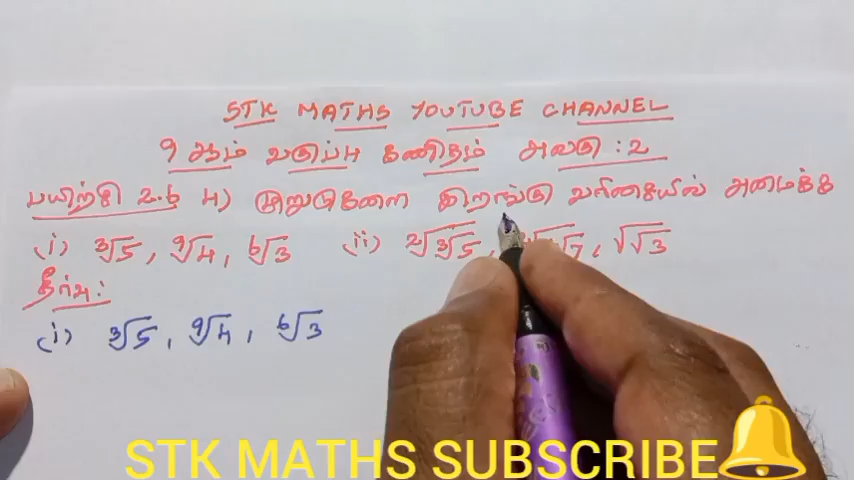 STK MATHS YOUTUBE CHANNEL
9 ஆம் வகுப்பு கணிதம் அலகு : 2
பயிற்சி 2.6 4) முறுடுகளை இறங்கு வரிசையில் அமைக்க
(i) ∛5, ⁹√4, ⁶√3 (ii) ²√∛5, √7, √√3
தீர்வு:
(i) ∛5, ⁹√4, ⁶√3
STK MATHS SUBSCRIBE